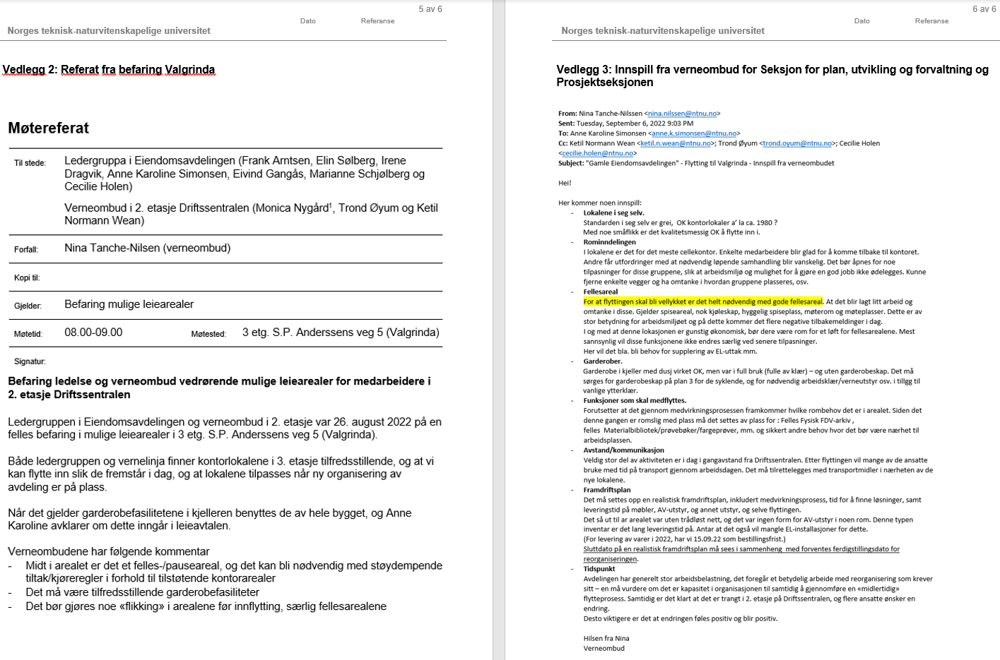 5 av 6
Dato Referanse
Norges teknisk-naturvitenskapelige universitet
Vedlegg 2: Referat fra befaring Valgrinda
Møtereferat
Til stede: Ledergruppa i Eiendomsavdelingen (Frank Arntsen, Elin Sølberg, Irene
Dragvik, Anne Karoline Simonsen, Eivind Gangås, Marianne Schjølberg og
Cecilie Holen)
Verneombud i 2. etasje Driftssentralen (Monica Nygård¹, Trond Øyum og Ketil
Normann Wean)
Forfall: Nina Tanche-Nilsen (verneombud)
Kopi til:
Gjelder: Befaring mulige leiearealer
Møtetid: 08.00-09.00 Møtested: 3 etg. S.P. Anderssens veg 5 (Valgrinda)
Signatur:
Befaring ledelse og verneombud vedrørende mulige leiearealer for medarbeidere i
2. etasje Driftssentralen
Ledergruppen i Eiendomsavdelingen og verneombud i 2. etasje var 26. august 2022 på en
felles befaring i mulige leiearealer i 3 etg. S.P. Anderssens veg 5 (Valgrinda).
Både ledergruppen og vernelinja finner kontorlokalene i 3. etasje tilfredsstillende, og at vi
kan flytte inn slik de fremstår i dag, og at lokalene tilpasses når ny organisering av
avdeling er på plass.
Når det gjelder garderobefasilitetene i kjelleren benyttes de av hele bygget, og Anne
Karoline avklarer om dette inngår i leieavtalen.
Verneombudene har følgende kommentar
- Midt i arealet er det et felles-/pauseareal, og det kan bli nødvendig med støydempende
tiltak/kjøreregler i forhold til tilstøtende kontorarealer
- Det må være tilfredsstillende garderobefasiliteter
- Det bør gjøres noe «flikking» i arealene før innflytting, særlig fellesarealene
6 av 6
Dato Referanse
Norges teknisk-naturvitenskapelige universitet
Vedlegg 3: Innspill fra verneombud for Seksjon for plan, utvikling og forvaltning og
Prosjektseksjonen
From: Nina Tanche-Nilssen <nina.nilssen@ntnu.no>
Sent: Tuesday, September 6, 2022 9:03 PM
To: Anne Karoline Simonsen <anne.k.simonsen@ntnu.no>
Cc: Ketil Normann Wean <ketil.n.wean@ntnu.no>; Trond Øyum <trond.oyum@ntnu.no>; Cecilie Holen
<cecilie.holen@ntnu.no>
Subject: "Gamle Eiendomsavdelingen" - Flytting til Valgrinda - Innspill fra verneombudet
Hei!
Her kommer noen innspill:
- Lokalene i seg selv.
Standarden i seg selv er grei, OK kontorlokaler a' la ca. 1980 ?
Med noe småflikk er det kvalitetsmessig OK å flytte inn i.
- Rominndelingen
I lokalene er det for det meste cellekontor. Enkelte medarbeidere blir glad for å komme tilbake til kontoret.
Andre får utfordringer med at nødvendig løpende samhandling blir vanskelig. Det bør åpnes for noe
tilpasninger for disse gruppene, slik at arbeidsmiljø og mulighet for å gjøre en god jobb ikke ødelegges. Kunne
fjerne enkelte vegger og ha omtanke i hvordan gruppene plasseres, osv.
- Fellesareal
For at flyttingen skal bli vellykket er det helt nødvendig med gode fellesareal. At det blir lagt litt arbeid og
omtanke i disse. Gjelder spiseareal, nok kjøleskap, hyggelig spiseplass, møterom og møteplasser. Dette er av
stor betydning for arbeidsmiljøet og på dette kommer det flere negative tilbakemeldinger i dag.
I og med at denne lokasjonen er gunstig økonomisk, bør dere være rom for et løft for fellesarealene. Mest
sannsynlig vil disse funksjonene ikke endres særlig ved senere tilpasninger.
Her vil det bla. bli behov for supplering av EL-uttak mm.
- Garderober.
Garderobe i kjeller med dusj virket OK, men var i full bruk (fulle av klær) – og uten garderobeskap. Det må
sørges for garderobeskap på plan 3 for de syklende, og for nødvendig arbeidsklær/verneutstyr osv. i tillgg til
vanlige ytterklær.
- Funksjoner som skal medflyttes.
Forutsetter at det gjennom medvirkningsprosessen framkommer hvilke rombehov det er i arealet. Siden det
denne gangen er romslig med plass må det settes av plass for : Felles Fysisk FDV-arkiv ,
felles Materialbibliotek/prøvebøker/fargeprøver, mm. og sikkert andre behov hvor det bør være nærhet til
arbeidsplassen.
- Avstand/kommunikasjon
Veldig stor del av aktiviteten er i dag i gangavstand fra Driftssentralen. Etter flyttingen vil mange av de ansatte
bruke med tid på transport gjennom arbeidsdagen. Det må tilrettelegges med transportmidler i nærheten av de
nye lokalene.
- Framdriftsplan
Det må settes opp en realistisk framdriftsplan, inkludert medvirkningsprosess, tid for å finne løsninger, samt
leveringstid på møbler, AV-utstyr, og annet utstyr, og selve flyttingen.
Det så ut til ar arealet var uten trådløst nett, og det var ingen form for AV-utstyr i noen rom. Denne typen
inventar er det lang leveringstid på. Antar at det også vil mangle EL-installasjoner for dette.
(For levering av varer i 2022, har vi 15.09.22 som bestillingsfrist.)
Sluttdato på en realistisk framdriftsplan må sees i sammenheng med forventes ferdigstillingsdato for
reorganiseringen.
- Tidspunkt
Avdelingen har generelt stor arbeidsbelastning, det foregår et betydelig arbeide med reorganisering som krever
sitt – en må vurdere om det er kapasitet i organisasjonen til samtidig å gjennomføre en «midlertidig»
flytteprosess. Samtidig er det klart at det er trangt i 2. etasje på Driftssentralen, og flere ansatte ønsker en
endring.
Desto viktigere er det at endringen føles positiv og blir positiv.
Hilsen fra Nina
Verneombud